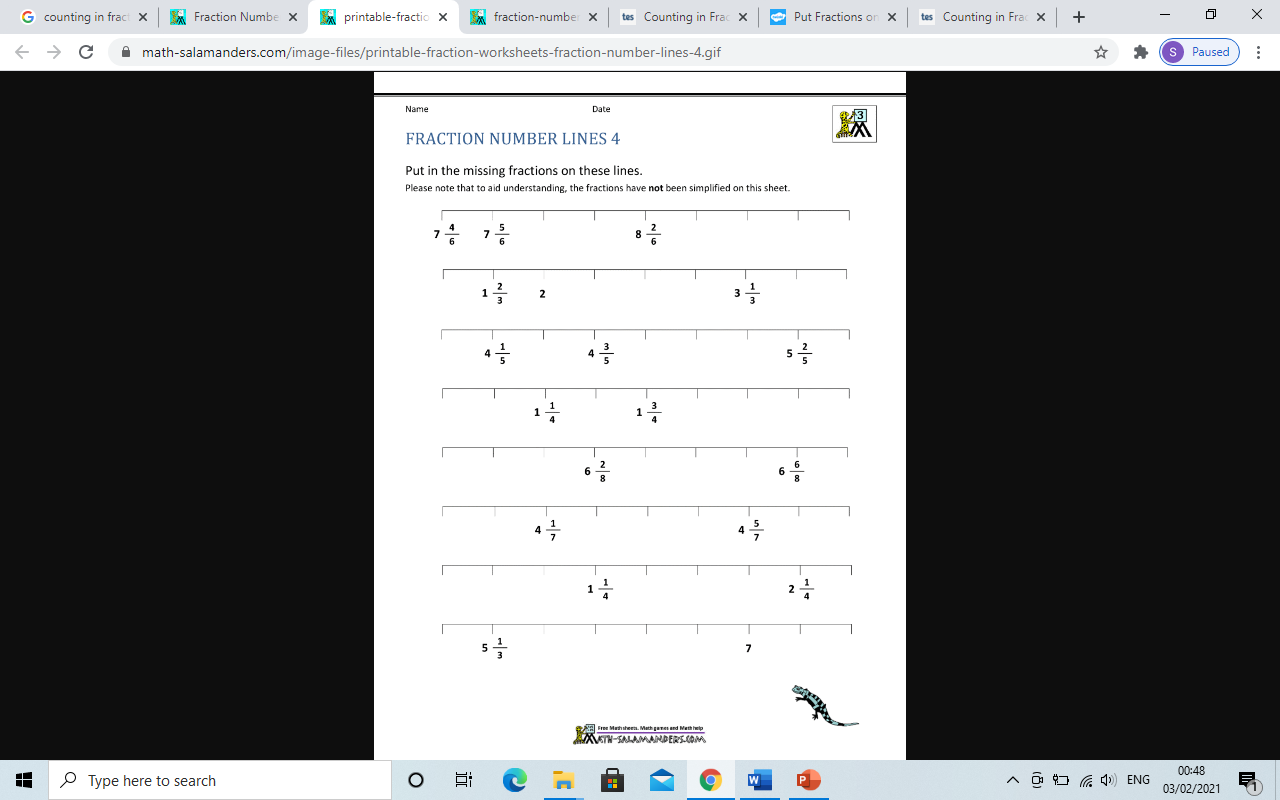 counting in fract
Fraction Numbe
printable-fractio
fraction-number
Counting in Frac
Put Fractions on
Counting in Frac
math-salamanders.com/image-files/printable-fraction-worksheets-fraction-number-lines-4.gif
S Paused
Name Date
3
FRACTION NUMBER LINES 4
Put in the missing fractions on these lines.
Please note that to aid understanding, the fractions have not been simplified on this sheet.
7 4/6 7 5/6 8 2/6
1 2/3 2 3 1/3
4 1/5 4 3/5 5 2/5
1 1/4 1 3/4
6 2/8 6 6/8
4 1/7 4 5/7
1 1/4 2 1/4
5 1/3 7
Free Math sheets, Math games and Math help
MATH-SALAMANDERS.COM
Type here to search
ENG
00:48
03/02/2021
1